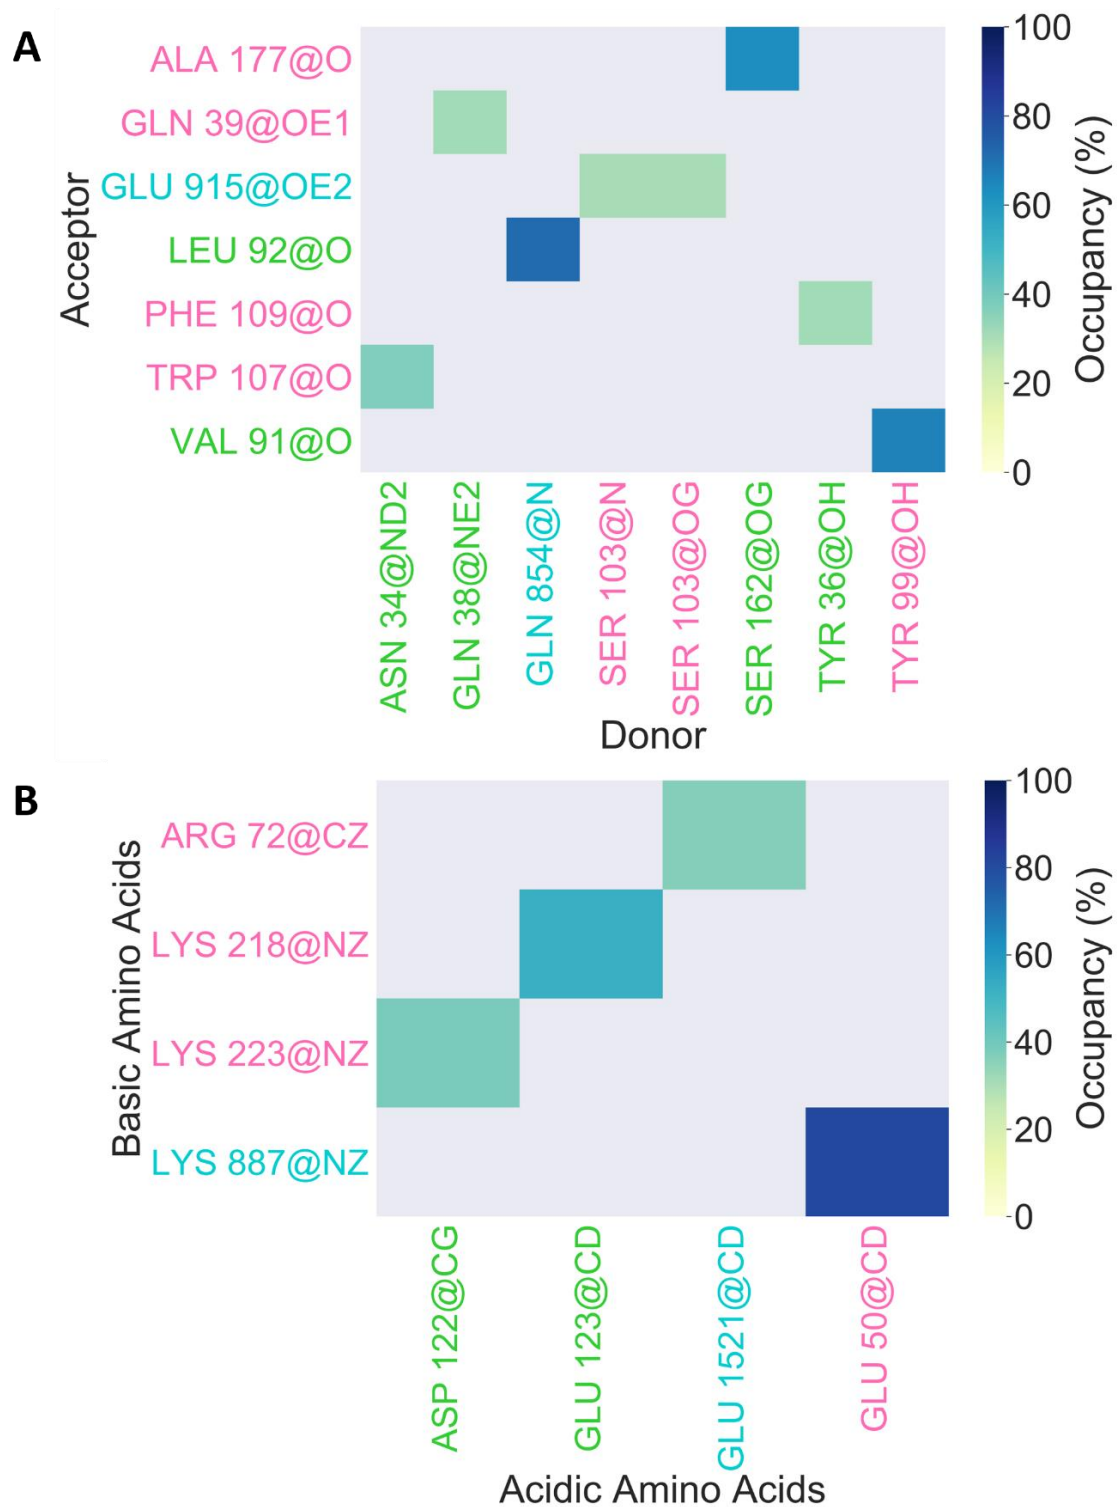 A
ALA 177@O
GLN 39@OE1
GLU 915@OE2
LEU 92@O
PHE 109@O
TRP 107@O
VAL 91@O
Acceptor
ASN 34@ND2
GLN 38@NE2
GLN 854@N
SER 103@N
SER 103@OG
SER 162@OG
TYR 36@OH
TYR 99@OH
Donor
100
80
60
40
20
0
Occupancy (%)
B
ARG 72@CZ
LYS 218@NZ
LYS 223@NZ
LYS 887@NZ
Basic Amino Acids
ASP 122@CG
GLU 123@CD
GLU 1521@CD
GLU 50@CD
Acidic Amino Acids
100
80
60
40
20
0
Occupancy (%)